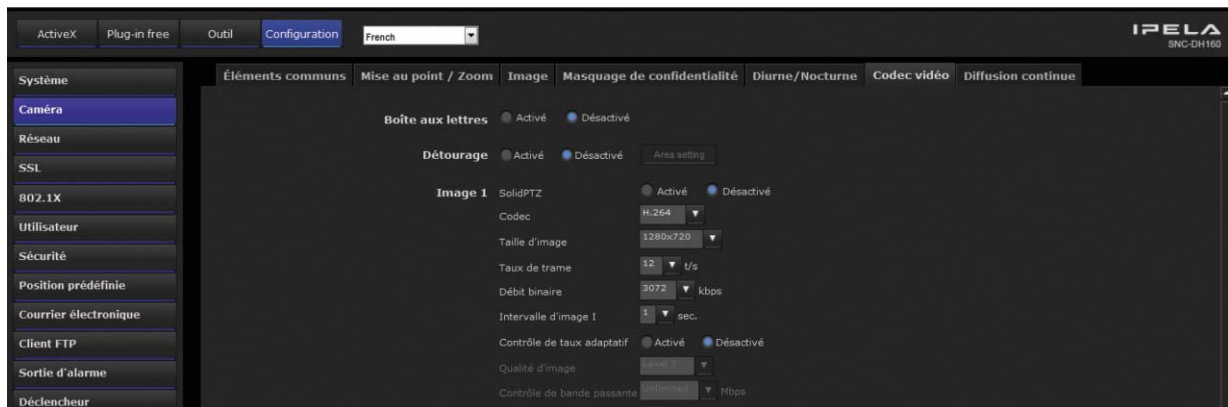 ActiveX Plug-in free Outil Configuration French
IPELA
SNC-DH160
Système
Caméra
Réseau
SSL
802.1X
Utilisateur
Sécurité
Position prédéfinie
Courrier électronique
Client FTP
Sortie d'alarme
Déclencheur
Éléments communs Mise au point / Zoom Image Masquage de confidentialité Diurne/Nocturne Codec vidéo Diffusion continue
Boîte aux lettres Activé Désactivé
Détourage Activé Désactivé Area setting
Image 1 SolidPTZ Activé Désactivé
Codec H.264
Taille d'image 1280x720
Taux de trame 12 t/s
Débit binaire 3072 kbps
Intervalle d'image I 1 sec.
Contrôle de taux adaptatif Activé Désactivé
Qualité d'image Level 7
Contrôle de bande passante Unlimited Mbps